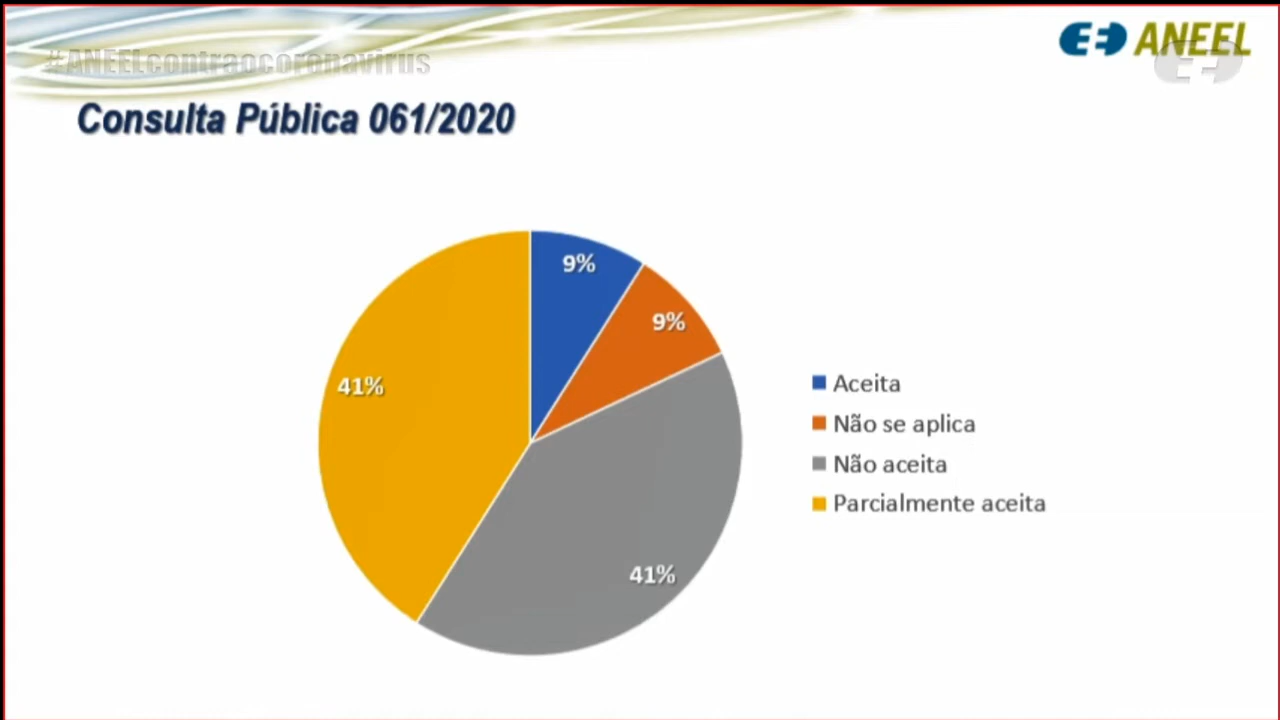 #ANEELcontraocoronavirus
ANEEL
Consulta Pública 061/2020
9%
9%
41%
41%
Aceita
Não se aplica
Não aceita
Parcialmente aceita